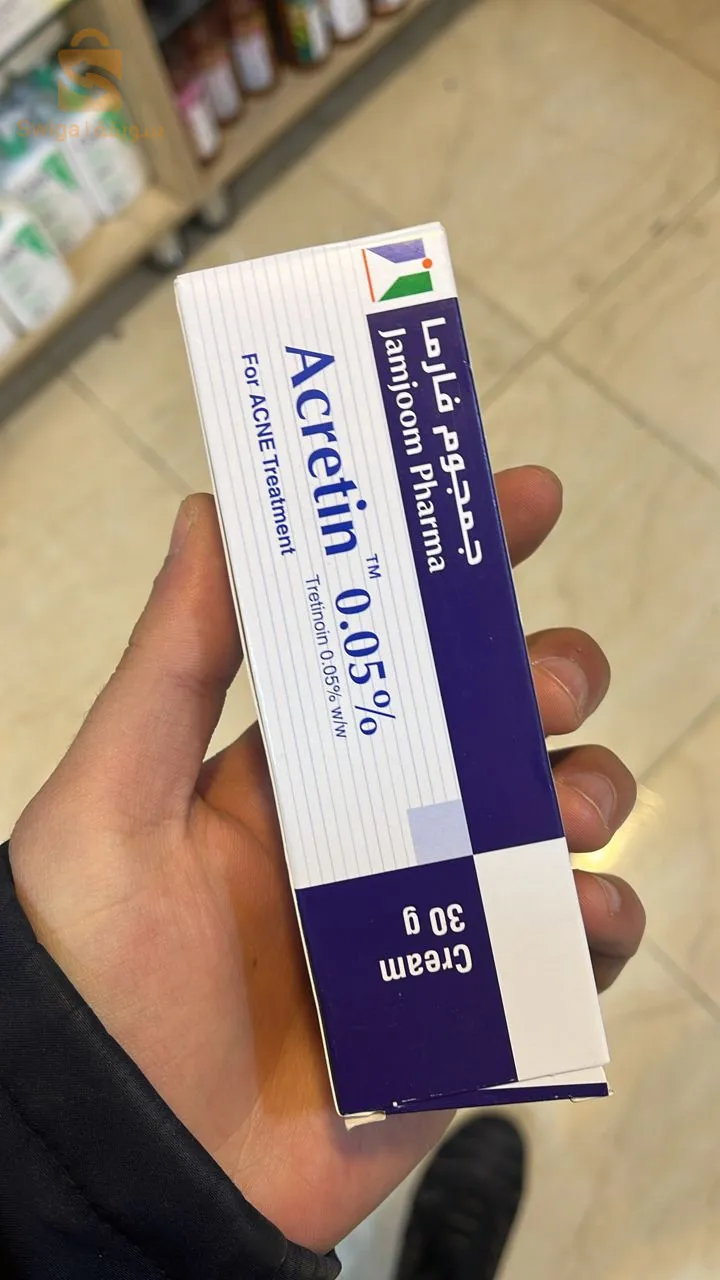 جمجوم فارما
Jamjoom Pharma
Acretin™ 0.05%
Tretinoin 0.05% w/w
For ACNE Treatment
Cream
30 g